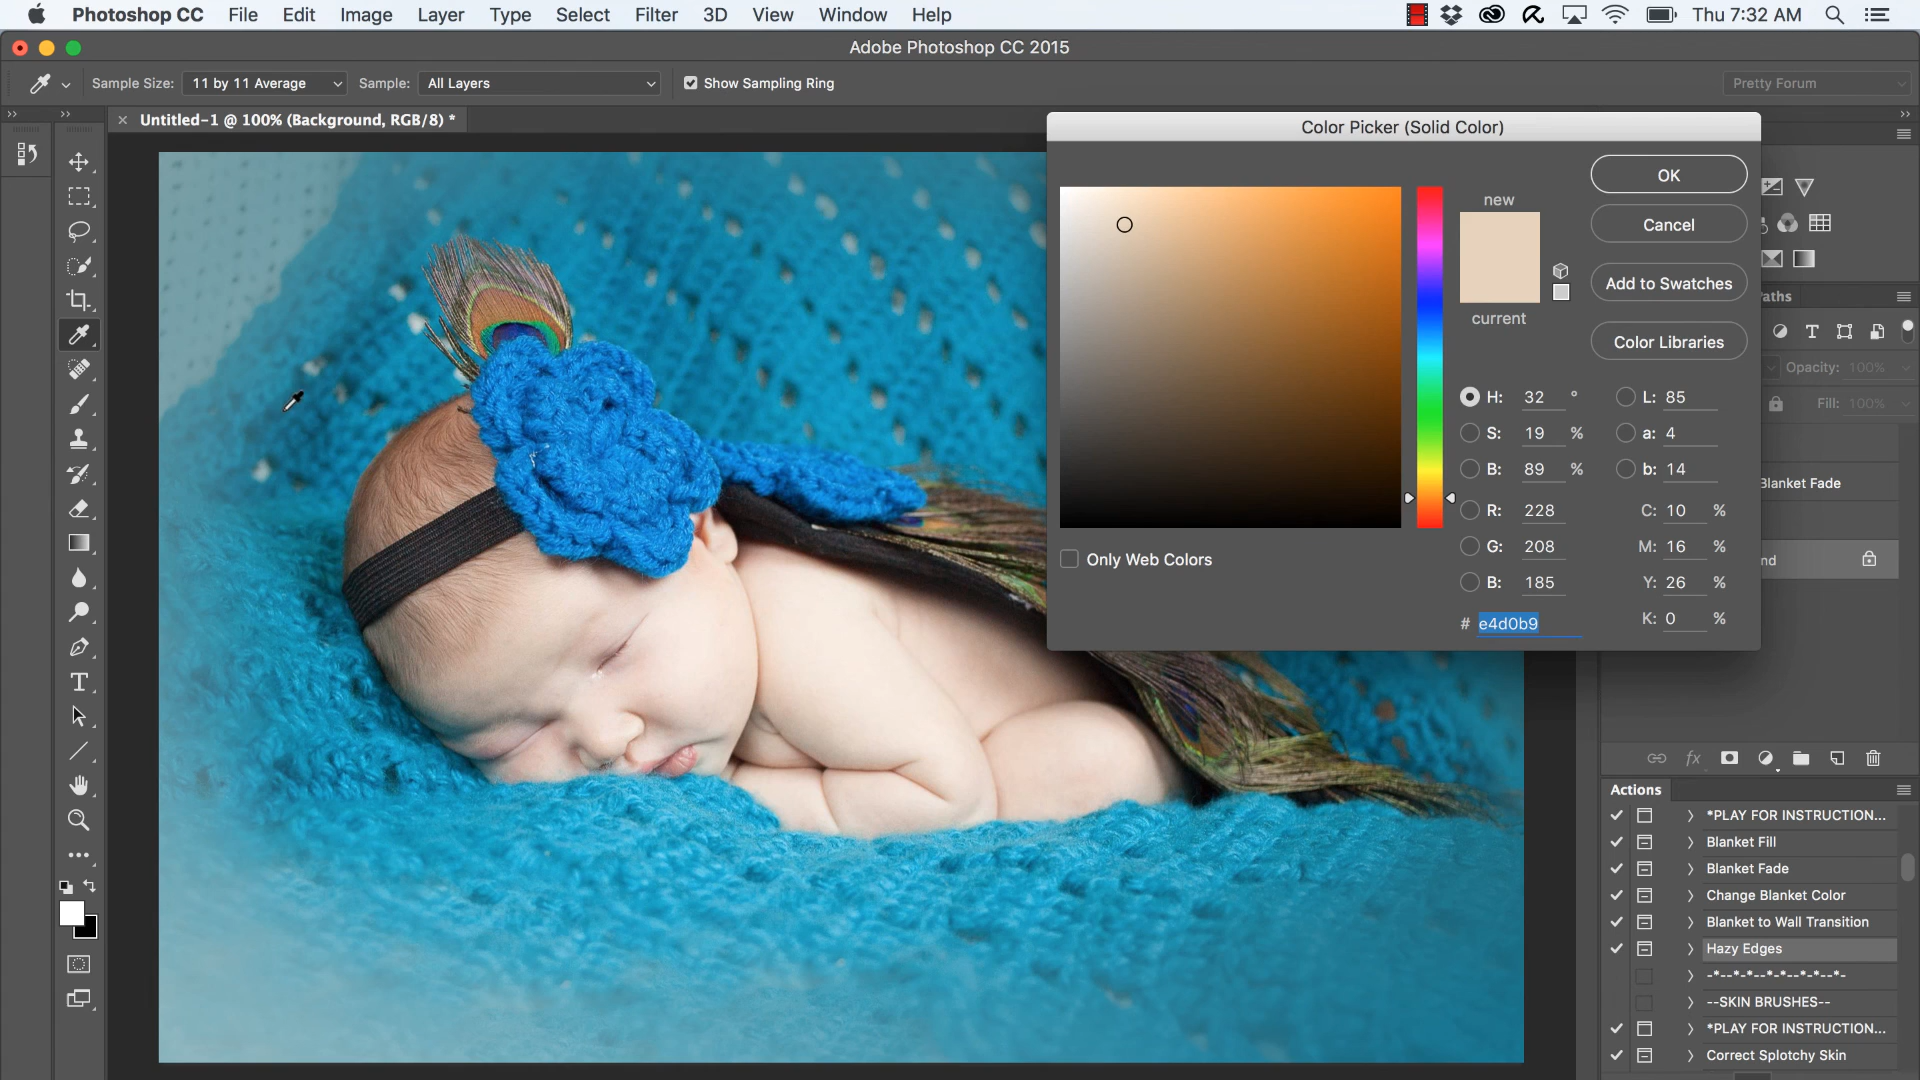 Photoshop CC File Edit Image Layer Type Select Filter 3D View Window Help Thu 7:32 AM
Adobe Photoshop CC 2015
Sample Size: 11 by 11 Average Sample: All Layers Show Sampling Ring Pretty Forum
Untitled-1 @ 100% (Background, RGB/8) *
Color Picker (Solid Color)
OK
new
Cancel
Add to Swatches
current
Color Libraries
H: 32 ° L: 85
S: 19 % a: 4
B: 89 % b: 14
R: 228 C: 10 %
G: 208 M: 16 %
B: 185 Y: 26 %
# e4d0b9 K: 0 %
Only Web Colors
aths
Opacity: 100%
Fill: 100%
Blanket Fade
nd
fx
Actions
*PLAY FOR INSTRUCTION...
Blanket Fill
Blanket Fade
Change Blanket Color
Blanket to Wall Transition
Hazy Edges
-*--*-*--*-*--*-*--*-
--SKIN BRUSHES--
*PLAY FOR INSTRUCTION...
Correct Splotchy Skin